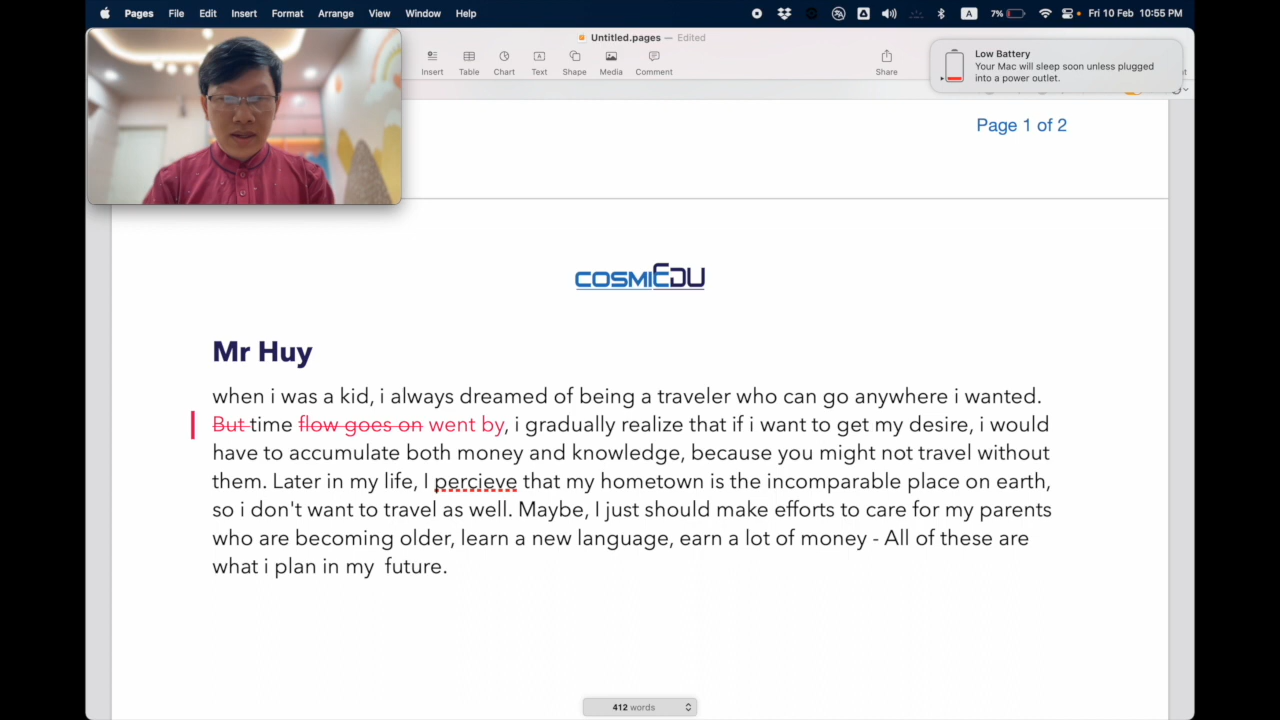 Pages File Edit Insert Format Arrange View Window Help
A 7% Fri 10 Feb 10:55 PM
Untitled.pages — Edited
Insert Table Chart Text Shape Media Comment Share
Low Battery
Your Mac will sleep soon unless plugged
into a power outlet.
Page 1 of 2
COSMIEDU
Mr Huy
when i was a kid, i always dreamed of being a traveler who can go anywhere i wanted.
But time flow goes on went by, i gradually realize that if i want to get my desire, i would
have to accumulate both money and knowledge, because you might not travel without
them. Later in my life, I percieve that my hometown is the incomparable place on earth,
so i don't want to travel as well. Maybe, I just should make efforts to care for my parents
who are becoming older, learn a new language, earn a lot of money - All of these are
what i plan in my  future.
412 words